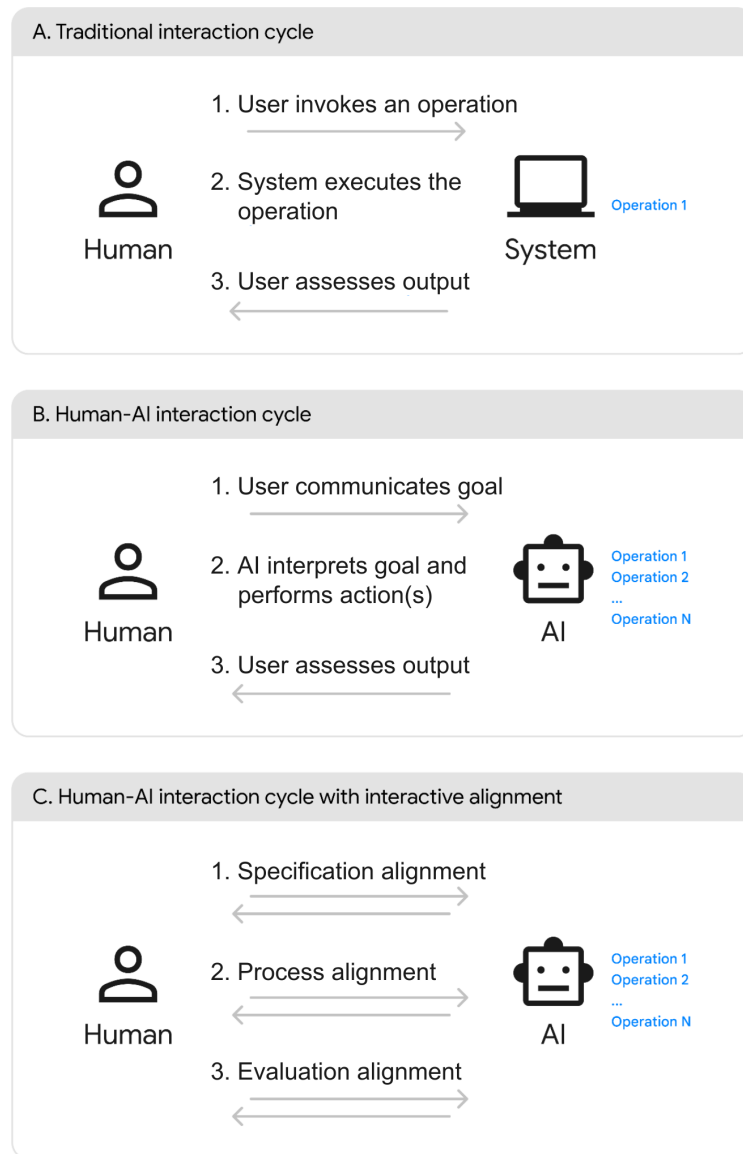 A. Traditional interaction cycle
1. User invokes an operation
2. System executes the
operation
Operation 1
Human
System
3. User assesses output
B. Human-AI interaction cycle
1. User communicates goal
2. AI interprets goal and
performs action(s)
Operation 1
Operation 2
...
Operation N
Human
AI
3. User assesses output
C. Human-AI interaction cycle with interactive alignment
1. Specification alignment
2. Process alignment
Operation 1
Operation 2
...
Operation N
Human
AI
3. Evaluation alignment